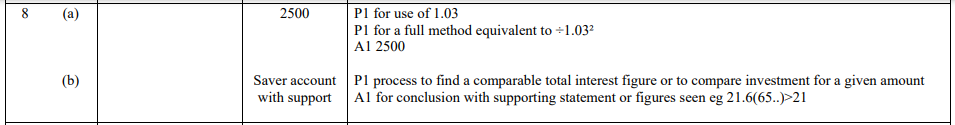 8 (a) 2500 P1 for use of 1.03
P1 for a full method equivalent to ÷1.03²
A1 2500
(b) Saver account P1 process to find a comparable total interest figure or to compare investment for a given amount
with support A1 for conclusion with supporting statement or figures seen eg 21.6(65..)>21